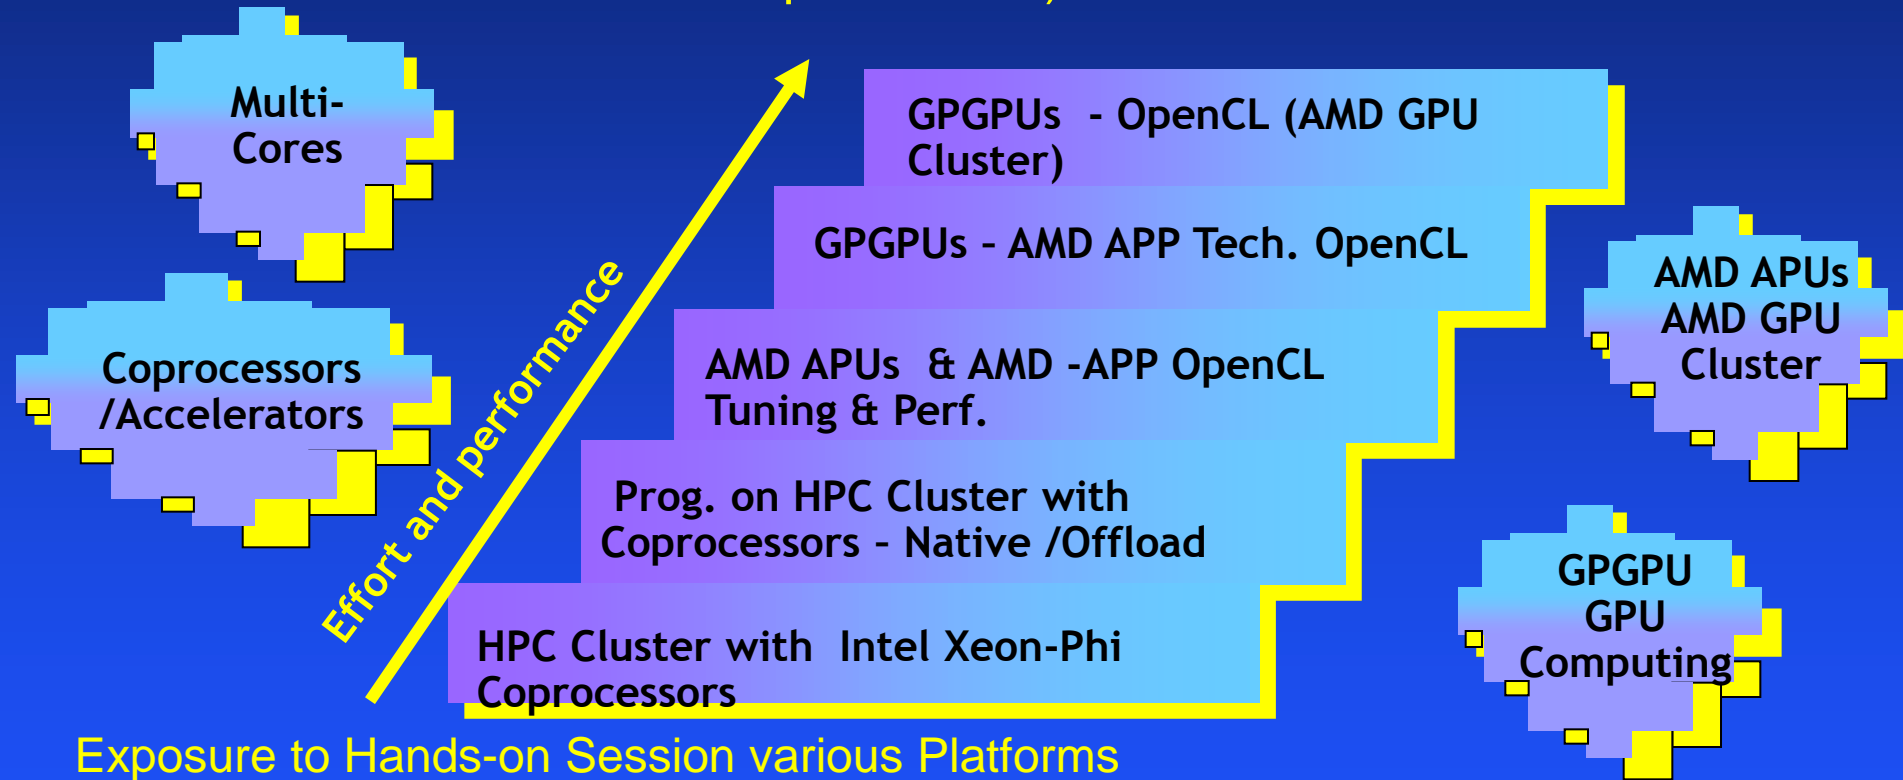 Multi-
Cores
Coprocessors
/Accelerators
Effort and performance
GPGPUs - OpenCL (AMD GPU
Cluster)
GPGPUs – AMD APP Tech. OpenCL
AMD APUs & AMD -APP OpenCL
Tuning & Perf.
Prog. on HPC Cluster with
Coprocessors – Native /Offload
HPC Cluster with Intel Xeon-Phi
Coprocessors
AMD APUs
AMD GPU
Cluster
GPGPU
GPU
Computing
Exposure to Hands-on Session various Platforms